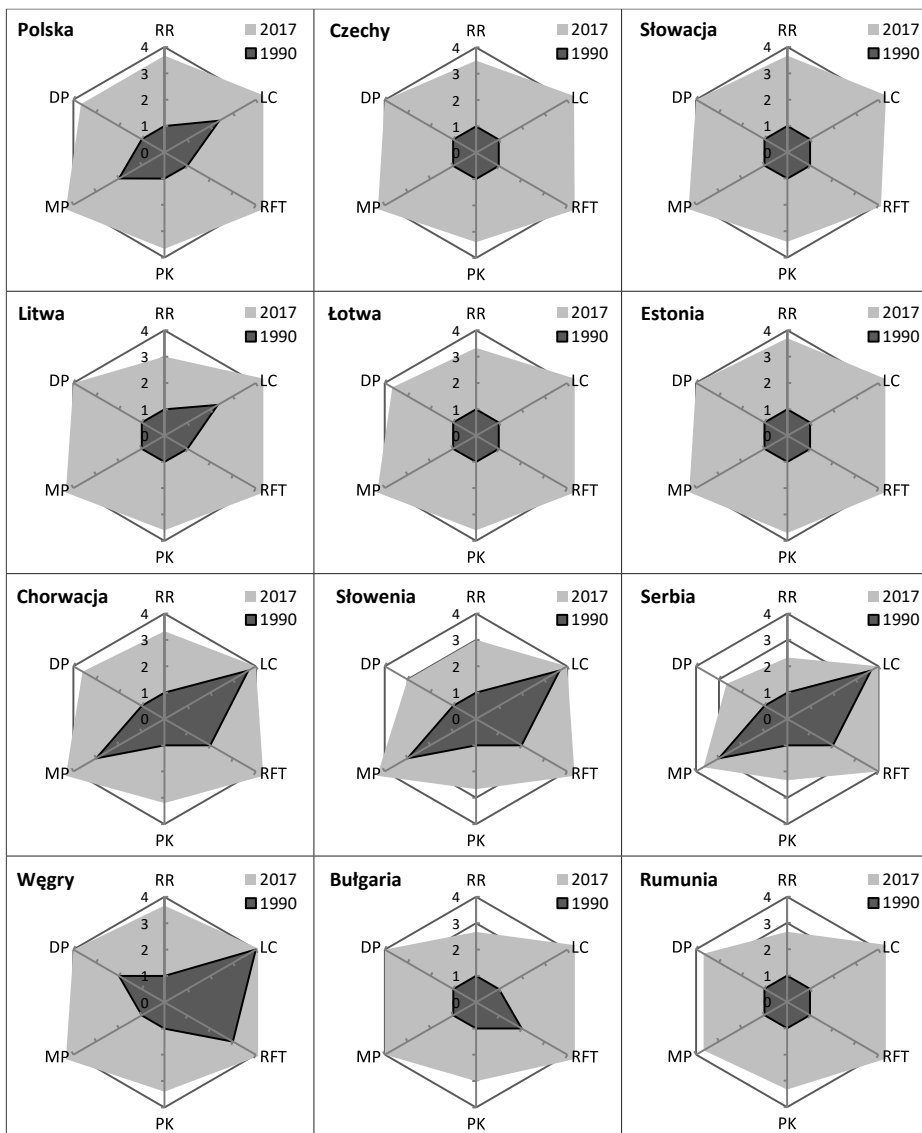 Polska
RR
2017
1990
4
3
2
1
0
DP
LC
MP
RFT
PK
Czechy
RR
2017
1990
4
3
2
1
0
DP
LC
MP
RFT
PK
Słowacja
RR
2017
1990
4
3
2
1
0
DP
LC
MP
RFT
PK
Litwa
RR
2017
1990
4
3
2
1
0
DP
LC
MP
RFT
PK
Łotwa
RR
2017
1990
4
3
2
1
0
DP
LC
MP
RFT
PK
Estonia
RR
2017
1990
4
3
2
1
0
DP
LC
MP
RFT
PK
Chorwacja
RR
2017
1990
4
3
2
1
0
DP
LC
MP
RFT
PK
Słowenia
RR
2017
1990
4
3
2
1
0
DP
LC
MP
RFT
PK
Serbia
RR
2017
1990
4
3
2
1
0
DP
LC
MP
RFT
PK
Węgry
RR
2017
1990
4
3
2
1
0
DP
LC
MP
RFT
PK
Bułgaria
RR
2017
1990
4
3
2
1
0
DP
LC
MP
RFT
PK
Rumunia
RR
2017
1990
4
3
2
1
0
DP
LC
MP
RFT
PK